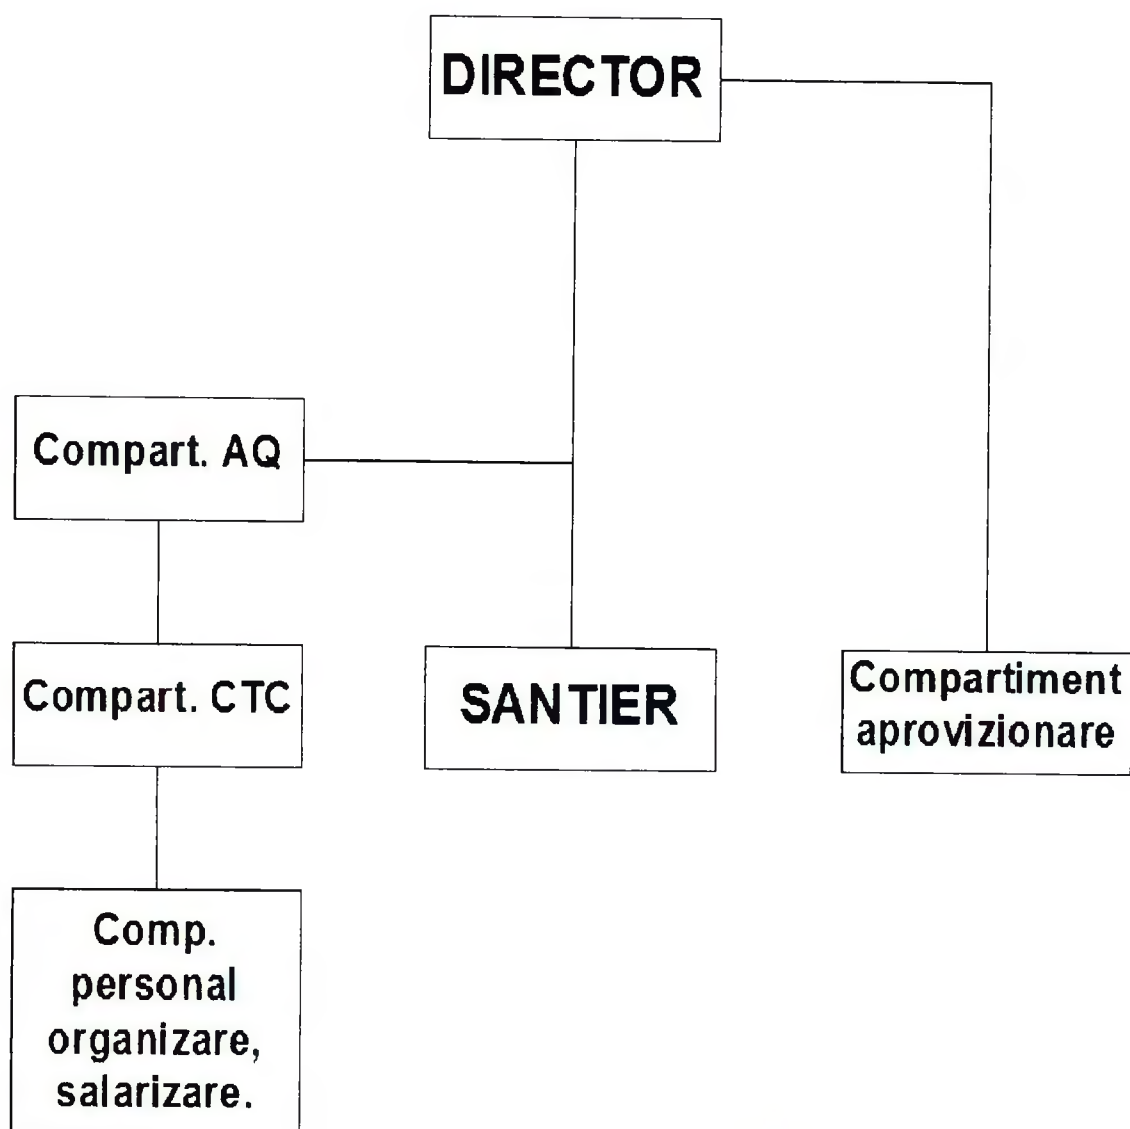 DIRECTOR
Compart. AQ
Compart. CTC
SANTIER
Compartiment
aprovizionare
Comp.
personal
organizare,
salarizare.